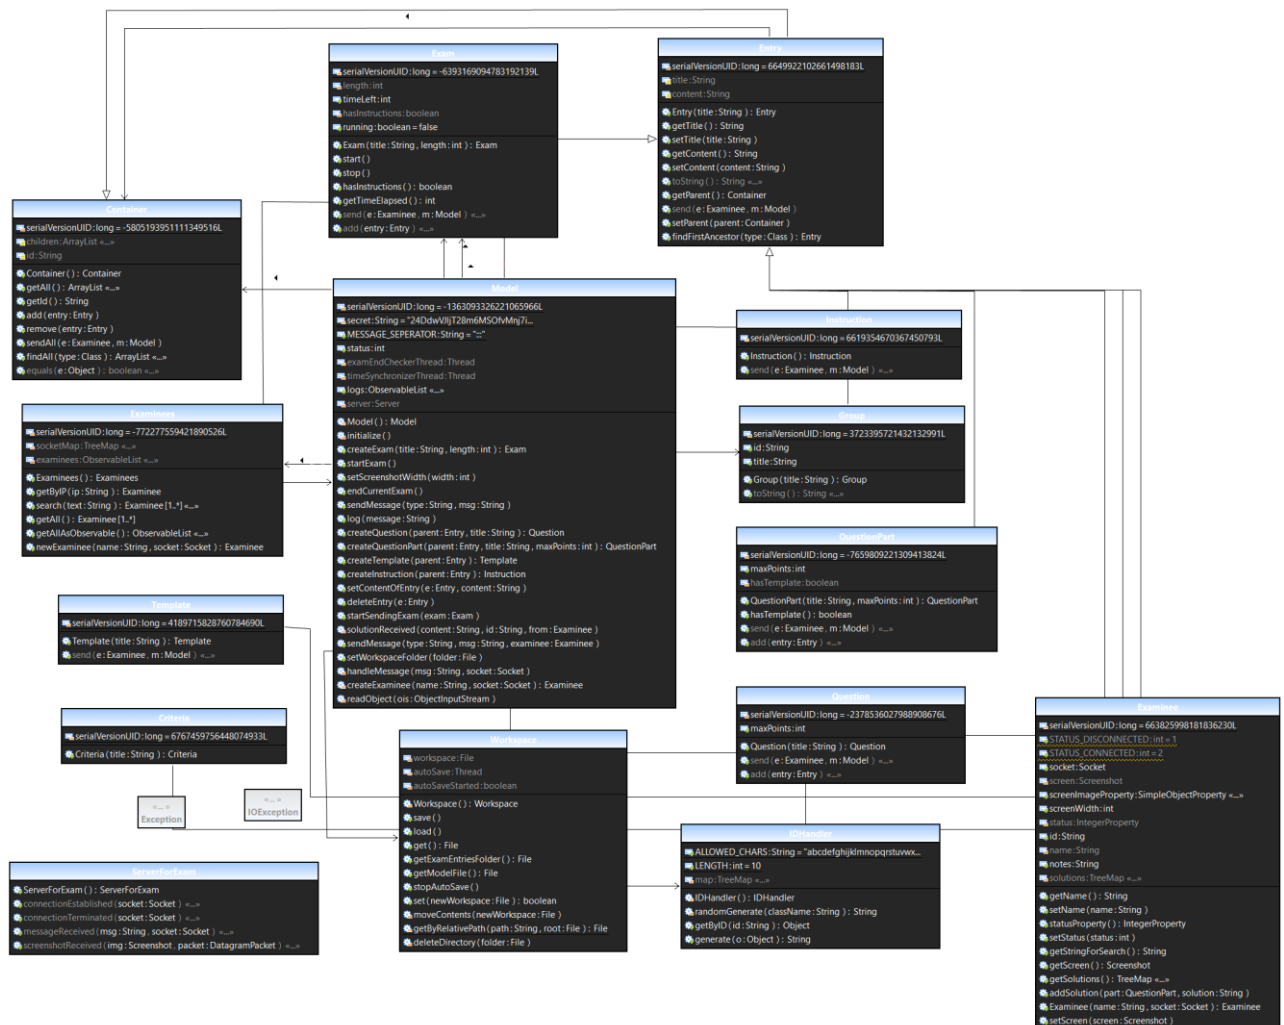 Exam
serialVersionUID:long = -6393169094783192139L
length:int
timeLeft:int
hasInstructions:boolean
running:boolean = false
Exam(title:String, length:int): Exam
start()
stop()
hasInstructions(): boolean
getTimeElapsed(): int
send(e:Examinee, m:Model) «...»
add(entry:Entry) «...»
Entry
serialVersionUID:long = 6649922102661498183L
title:String
content:String
Entry(title:String): Entry
getTitle(): String
setTitle(title:String)
getContent(): String
setContent(content:String)
toString(): String «...»
getParent(): Container
send(e:Examinee, m:Model)
setParent(parent:Container)
findFirstAncestor(type:Class): Entry
Container
serialVersionUID:long = -5805193951111349516L
children:ArrayList «...»
id:String
Container(): Container
getAll(): ArrayList «...»
getId(): String
add(entry:Entry)
remove(entry:Entry)
sendAll(e:Examinee, m:Model)
findAll(type:Class): ArrayList «...»
equals(e:Object): boolean «...»
Model
serialVersionUID:long = -1363093326221065966L
secret:String = "24DdwVJIjT28m6MSOfvMnj7i...
MESSAGE_SEPERATOR:String = ":::"
status:int
examEndCheckerThread:Thread
timeSynchronizerThread:Thread
logs:ObservableList «...»
server:Server
Model(): Model
initialize()
createExam(title:String, length:int): Exam
startExam()
setScreenshotWidth(width:int)
endCurrentExam()
sendMessage(type:String, msg:String)
log(message:String)
createQuestion(parent:Entry, title:String): Question
createQuestionPart(parent:Entry, title:String, maxPoints:int): QuestionPart
createTemplate(parent:Entry): Template
createInstruction(parent:Entry): Instruction
setContentOfEntry(e:Entry, content:String)
deleteEntry(e:Entry)
startSendingExam(exam:Exam)
solutionReceived(content:String, id:String, from:Examinee)
sendMessage(type:String, msg:String, examinee:Examinee)
setWorkspaceFolder(folder:File)
handleMessage(msg:String, socket:Socket)
createExaminee(name:String, socket:Socket): Examinee
readObject(ois:ObjectInputStream)
Instruction
serialVersionUID:long = 6619354670367450793L
Instruction(): Instruction
send(e:Examinee, m:Model) «...»
Group
serialVersionUID:long = 3723395721432132991L
id:String
title:String
Group(title:String): Group
toString(): String «...»
Examinees
serialVersionUID:long = -772277559421890526L
socketMap:TreeMap «...»
examinees:ObservableList «...»
Examinees(): Examinees
getByIP(ip:String): Examinee
search(text:String): Examinee[1..*] «...»
getAll(): Examinee[1..*]
getAllAsObservable(): ObservableList «...»
newExaminee(name:String, socket:Socket): Examinee
QuestionPart
serialVersionUID:long = -7659809221309413824L
maxPoints:int
hasTemplate:boolean
QuestionPart(title:String, maxPoints:int): QuestionPart
hasTemplate(): boolean
send(e:Examinee, m:Model) «...»
add(entry:Entry) «...»
Template
serialVersionUID:long = 4189715828760784690L
Template(title:String): Template
send(e:Examinee, m:Model) «...»
Criteria
serialVersionUID:long = 6767459756448074933L
Criteria(title:String): Criteria
«... »
Exception
«... »
IOException
Workspace
workspace:File
autoSave:Thread
autoSaveStarted:boolean
Workspace(): Workspace
save()
load()
get(): File
getExamEntriesFolder(): File
getModelFile(): File
stopAutoSave()
set(newWorkspace:File): boolean
moveContents(newWorkspace:File)
getByRelativePath(path:String, root:File): File
deleteDirectory(folder:File)
Question
serialVersionUID:long = -2378536027988908676L
maxPoints:int
Question(title:String): Question
send(e:Examinee, m:Model) «...»
add(entry:Entry) «...»
IDHandler
ALLOWED_CHARS:String = "abcdefghijklmnopqrstuvwx...
LENGTH:int = 10
map:TreeMap «...»
IDHandler(): IDHandler
randomGenerate(className:String): String
getByID(id:String): Object
generate(o:Object): String
Examinee
serialVersionUID:long = 663825998181836230L
STATUS_DISCONNECTED:int = 1
STATUS_CONNECTED:int = 2
socket:Socket
screen:Screenshot
screenImageProperty:SimpleObjectProperty «...»
screenWidth:int
status:IntegerProperty
id:String
name:String
notes:String
solutions:TreeMap «...»
getName(): String
setName(name:String)
statusProperty(): IntegerProperty
setStatus(status:int)
getStringForSearch(): String
getScreen(): Screenshot
getSolutions(): TreeMap «...»
addSolution(part:QuestionPart, solution:String)
Examinee(name:String, socket:Socket): Examinee
setScreen(screen:Screenshot)
ServerForExam
ServerForExam(): ServerForExam
connectionEstablished(socket:Socket) «...»
connectionTerminated(socket:Socket) «...»
messageReceived(msg:String, socket:Socket) «...»
screenshotReceived(img:Screenshot, packet:DatagramPacket) «...»